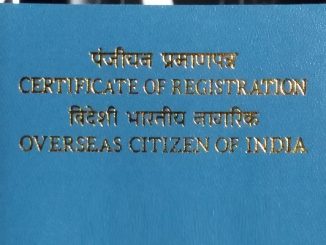 पंजीयन प्रमाणपत्र
CERTIFICATE OF REGISTRATION
विदेशी भारतीय नागरिक
OVERSEAS CITIZEN OF INDIA